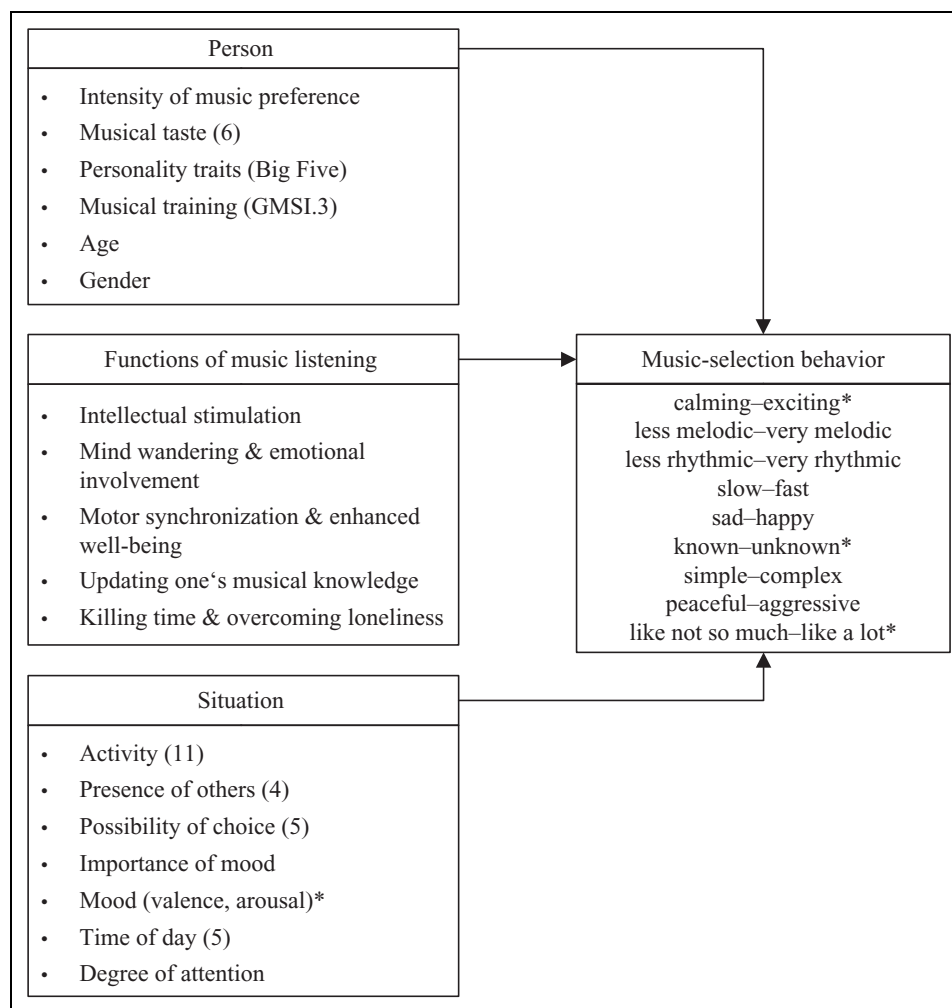 Person
• Intensity of music preference
• Musical taste (6)
• Personality traits (Big Five)
• Musical training (GMSI.3)
• Age
• Gender
Functions of music listening
• Intellectual stimulation
• Mind wandering & emotional
involvement
• Motor synchronization & enhanced
well-being
• Updating one‘s musical knowledge
• Killing time & overcoming loneliness
Situation
• Activity (11)
• Presence of others (4)
• Possibility of choice (5)
• Importance of mood
• Mood (valence, arousal)*
• Time of day (5)
• Degree of attention
Music-selection behavior
calming–exciting*
less melodic–very melodic
less rhythmic–very rhythmic
slow–fast
sad–happy
known–unknown*
simple–complex
peaceful–aggressive
like not so much–like a lot*